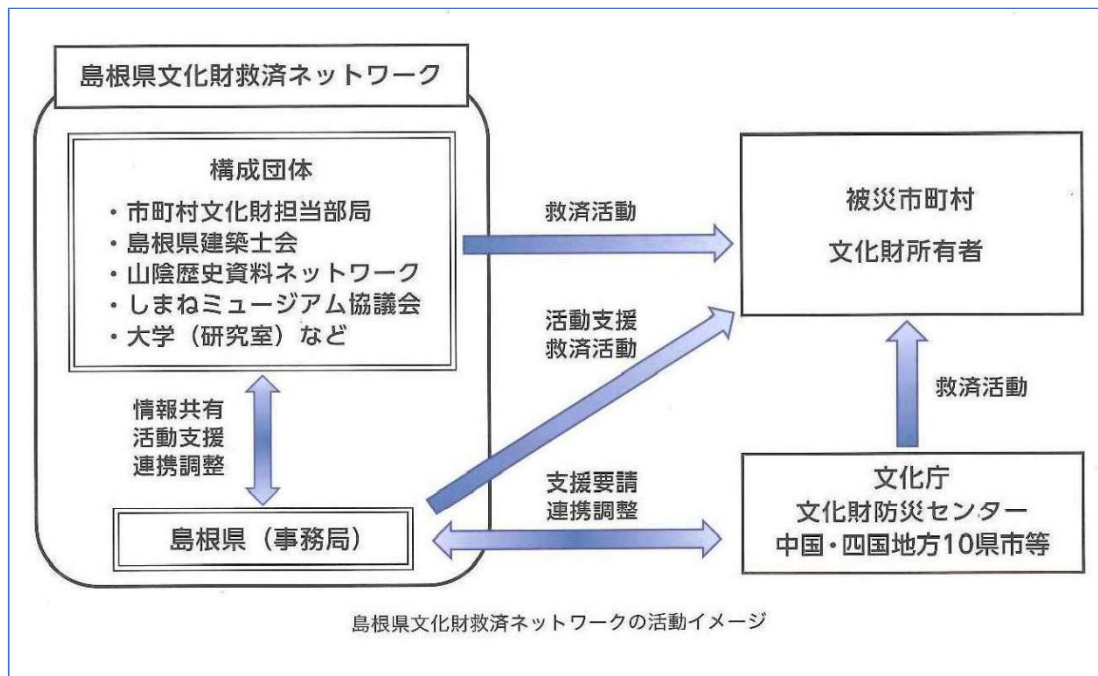 島根県文化財救済ネットワーク
構成団体
・市町村文化財担当部局
・島根県建築士会
・山陰歴史資料ネットワーク
・しまねミュージアム協議会
・大学（研究室）など
情報共有
活動支援
連携調整
島根県（事務局）
救済活動
活動支援
救済活動
支援要請
連携調整
被災市町村
文化財所有者
救済活動
文化庁
文化財防災センター
中国・四国地方10県市等
島根県文化財救済ネットワークの活動イメージ